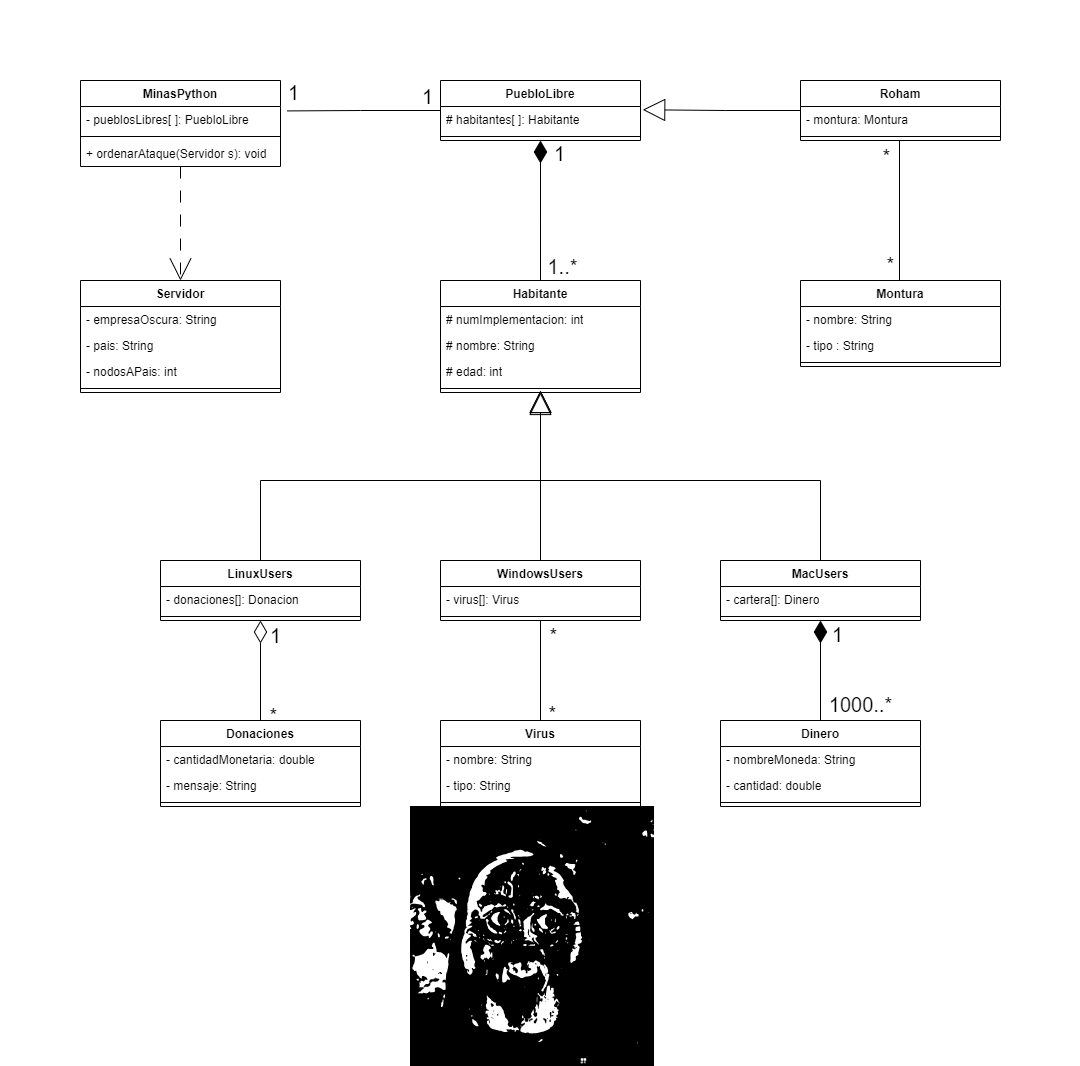 MinasPython
- pueblosLibres[ ]: PuebloLibre
+ ordenarAtaque(Servidor s): void
1
1
PuebloLibre
# habitantes[ ]: Habitante
1
Roham
- montura: Montura
*
*
1..*
Servidor
- empresaOscura: String
- pais: String
- nodosAPais: int
Habitante
# numImplementacion: int
# nombre: String
# edad: int
Montura
- nombre: String
- tipo : String
LinuxUsers
- donaciones[]: Donacion
1
*
WindowsUsers
- virus[]: Virus
*
*
MacUsers
- cartera[]: Dinero
1
1000..*
Donaciones
- cantidadMonetaria: double
- mensaje: String
Virus
- nombre: String
- tipo: String
Dinero
- nombreMoneda: String
- cantidad: double